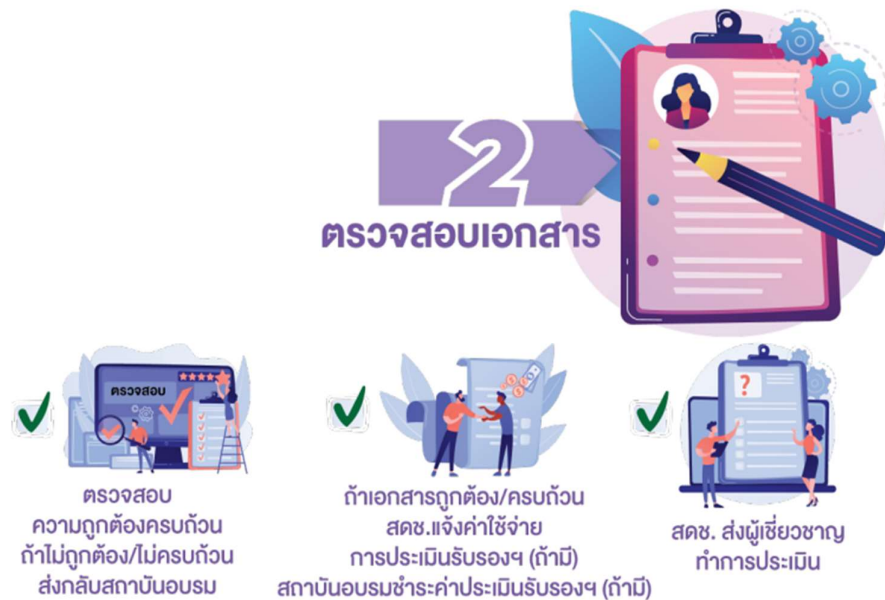 2
ตรวจสอบเอกสาร
ตรวจสอบ
ตรวจสอบ
ความถูกต้องครบถ้วน
ถ้าไม่ถูกต้อง/ไม่ครบถ้วน
ส่งกลับสถาบันอบรม
ถ้าเอกสารถูกต้อง/ครบถ้วน
สดช.แจ้งค่าใช้จ่าย
การประเมินรับรองฯ (ถ้ามี)
สถาบันอบรมชำระค่าประเมินรับรองฯ (ถ้ามี)
?
สดช. ส่งผู้เชี่ยวชาญ
ทำการประเมิน